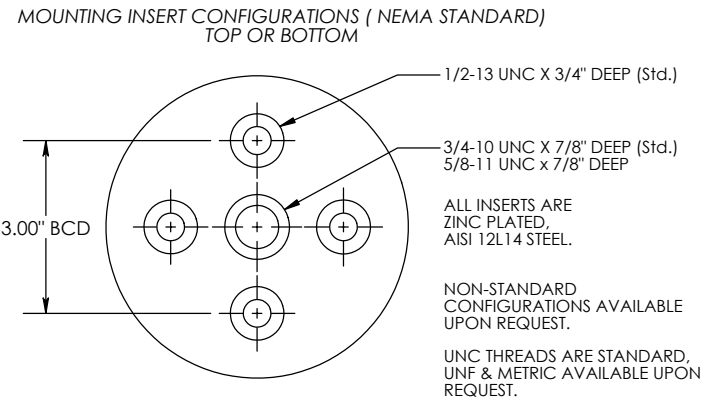 MOUNTING INSERT CONFIGURATIONS ( NEMA STANDARD)
TOP OR BOTTOM
1/2-13 UNC X 3/4" DEEP (Std.)
3/4-10 UNC X 7/8" DEEP (Std.)
5/8-11 UNC x 7/8" DEEP
3.00" BCD
ALL INSERTS ARE
ZINC PLATED,
AISI 12L14 STEEL.
NON-STANDARD
CONFIGURATIONS AVAILABLE
UPON REQUEST.
UNC THREADS ARE STANDARD,
UNF & METRIC AVAILABLE UPON
REQUEST.